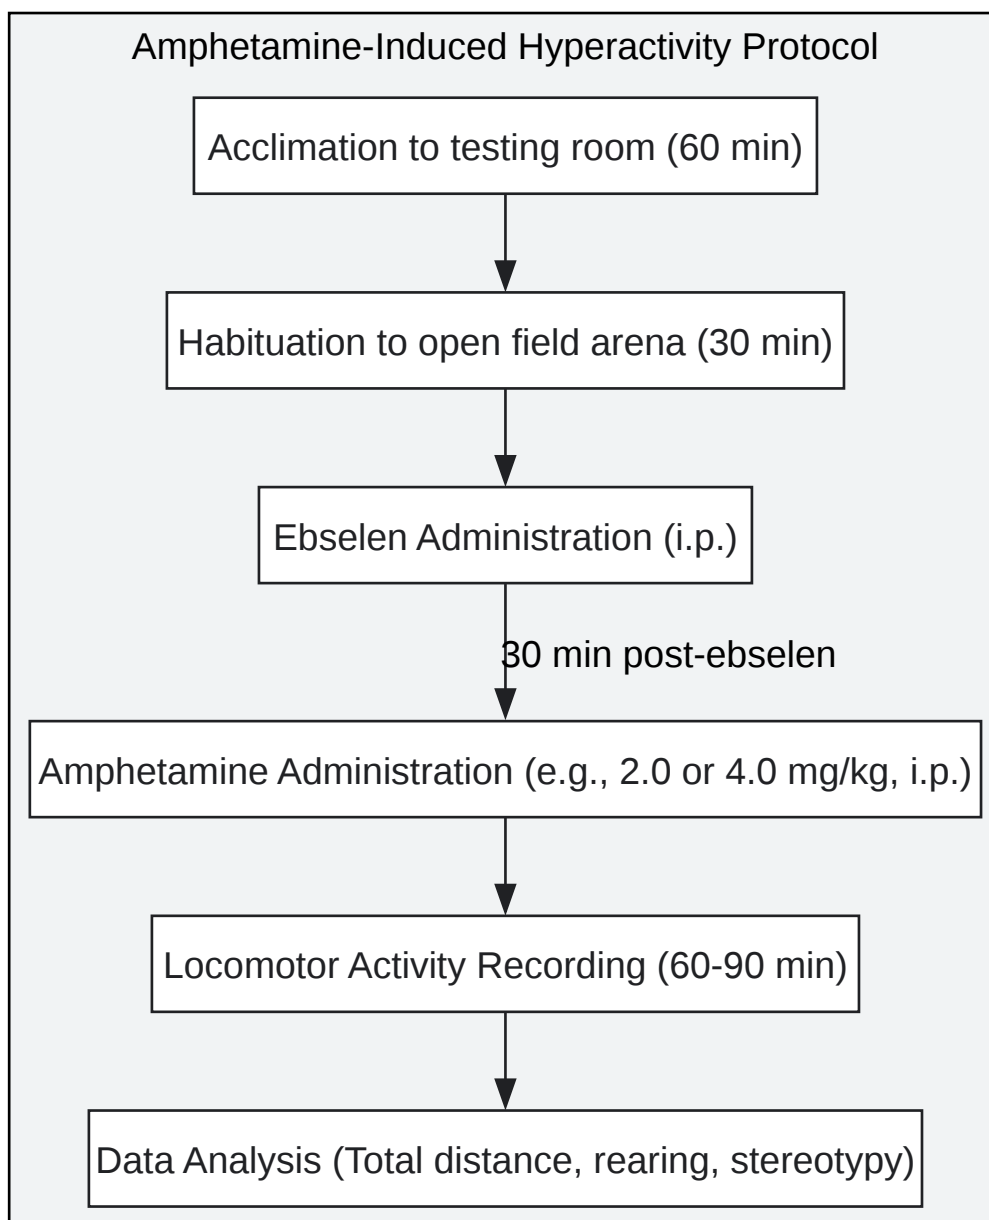 Amphetamine-Induced Hyperactivity Protocol
Acclimation to testing room (60 min)
Habituation to open field arena (30 min)
Ebselen Administration (i.p.)
30 min post-ebselen
Amphetamine Administration (e.g., 2.0 or 4.0 mg/kg, i.p.)
Locomotor Activity Recording (60-90 min)
Data Analysis (Total distance, rearing, stereotypy)